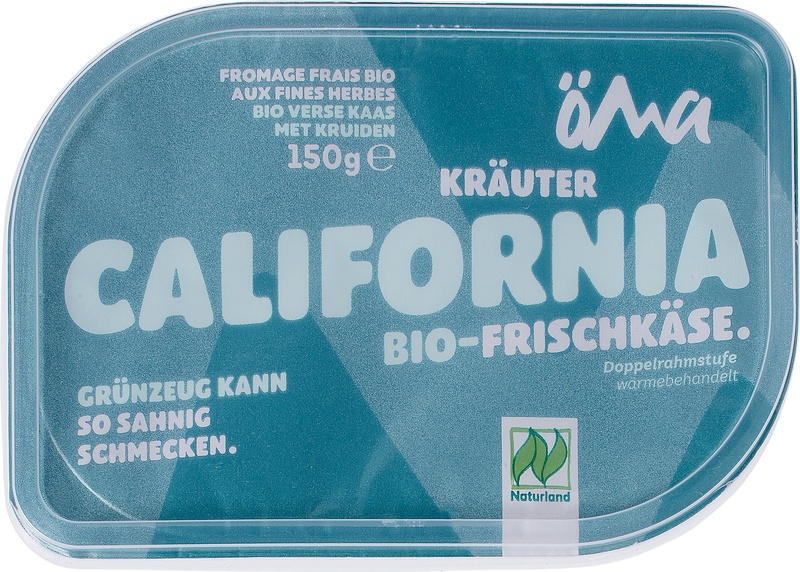 FROMAGE FRAIS BIO
AUX FINES HERBES
BIO VERSE KAAS
MET KRUIDEN
150g ℮
öma
KRÄUTER
CALIFORNIA
BIO-FRISCHKÄSE.
Doppelrahmstufe
wärmebehandelt
GRÜNZEUG KANN
SO SAHNIG
SCHMECKEN.
Naturland